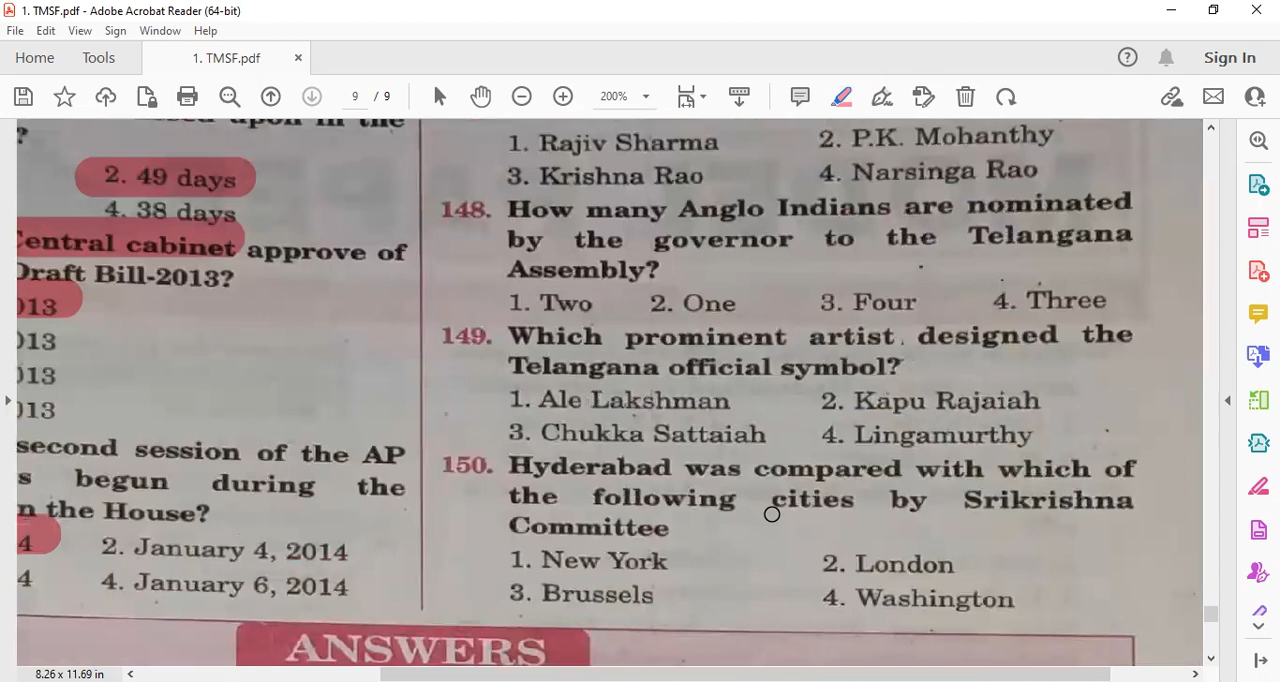 1. TMSF.pdf - Adobe Acrobat Reader (64-bit)
File Edit View Sign Window Help
Home Tools 1. TMSF.pdf × Sign In
9 / 9 200%
upon in the
?
2. 49 days
4. 38 days
entral cabinet approve of
Draft Bill-2013?
013
013
013
013
second session of the AP
s begun during the
n the House?
4 2. January 4, 2014
4 4. January 6, 2014
1. Rajiv Sharma 2. P.K. Mohanthy
3. Krishna Rao 4. Narsinga Rao
148. How many Anglo Indians are nominated
by the governor to the Telangana
Assembly?
1. Two 2. One 3. Four 4. Three
149. Which prominent artist designed the
Telangana official symbol?
1. Ale Lakshman 2. Kapu Rajaiah
3. Chukka Sattaiah 4. Lingamurthy
150. Hyderabad was compared with which of
the following cities by Srikrishna
Committee
1. New York 2. London
3. Brussels 4. Washington
ANSWERS
8.26 x 11.69 in